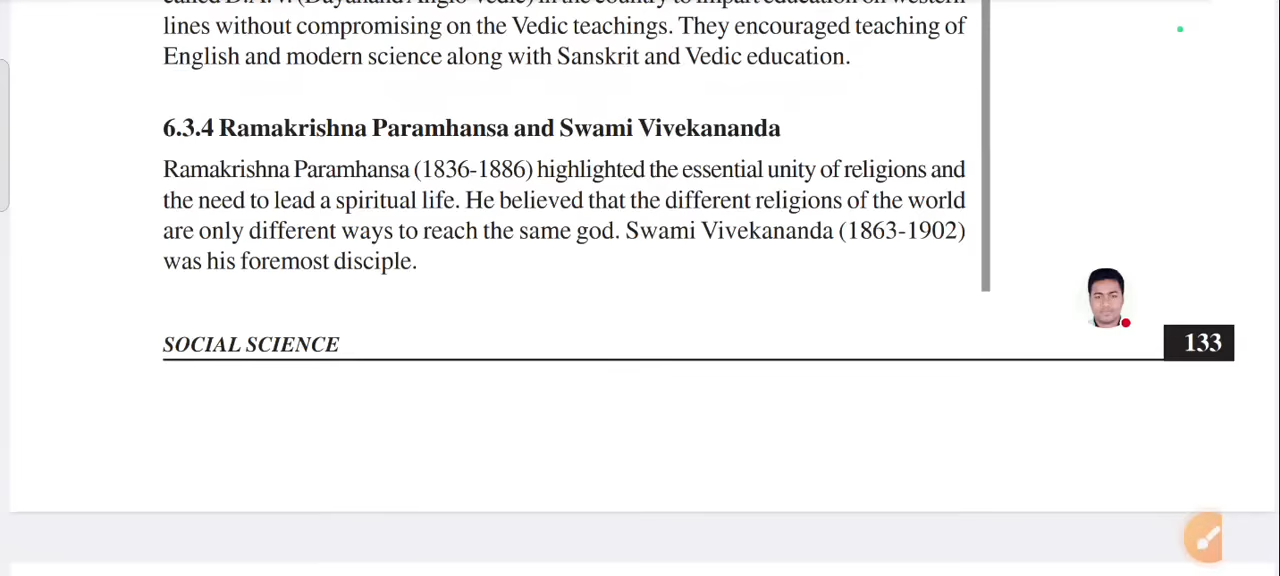 lines without compromising on the Vedic teachings. They encouraged teaching of
English and modern science along with Sanskrit and Vedic education.
6.3.4 Ramakrishna Paramhansa and Swami Vivekananda
Ramakrishna Paramhansa (1836-1886) highlighted the essential unity of religions and
the need to lead a spiritual life. He believed that the different religions of the world
are only different ways to reach the same god. Swami Vivekananda (1863-1902)
was his foremost disciple.
SOCIAL SCIENCE
133